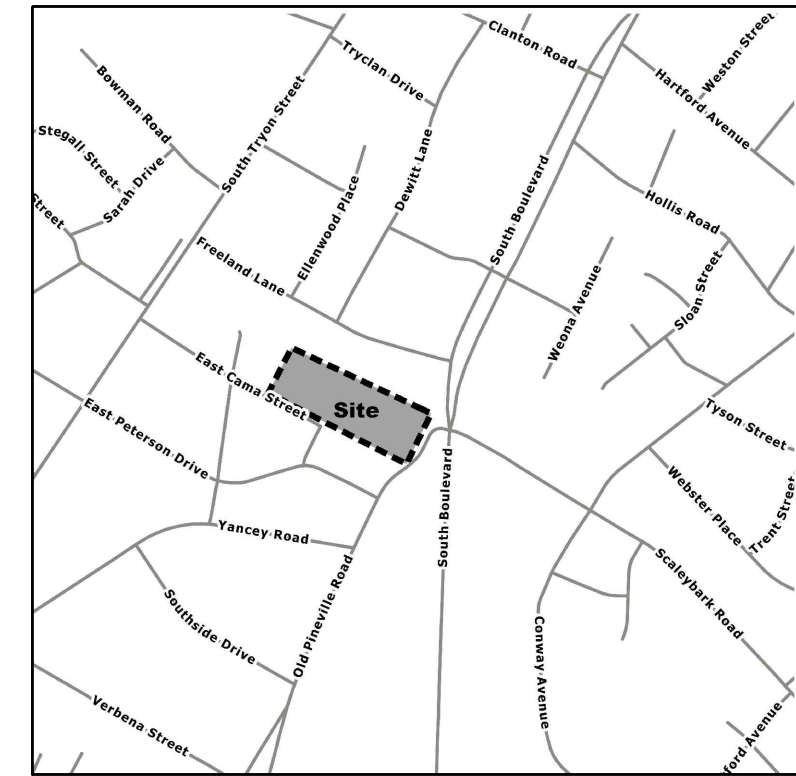 Clanton Road
Weston Street
Tryclan Drive
Hartford Avenue
Bowman Road
South Tryon Street
Stegall Street
Dewitt Lane
Sarah Drive
South Boulevard
Ellenwood Place
Hollis Road
Street
Freeland Lane
Sloan Street
Weona Avenue
East Cama Street
Site
East Peterson Drive
Tyson Street
South Boulevard
Webster Place
Trent Street
Yancey Road
Old Pineville Road
Scaleybark Road
Southside Drive
Conway Avenue
Verbena Street
ford Avenue